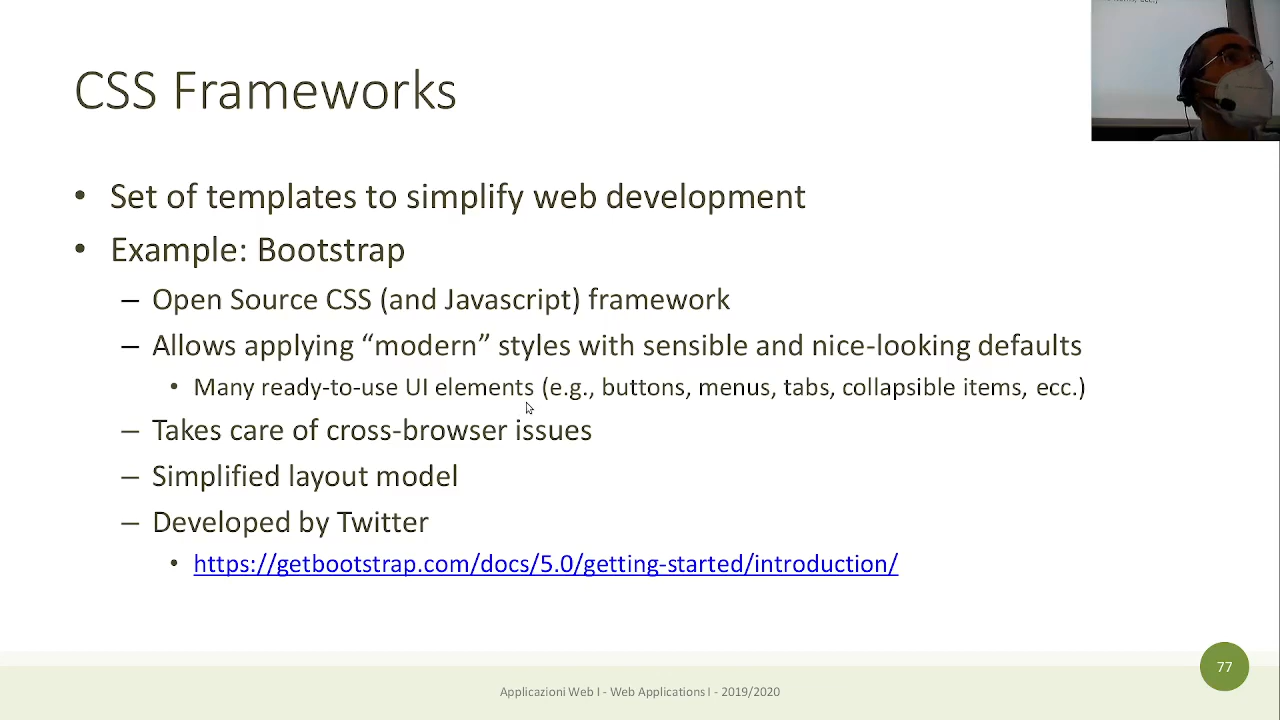 CSS Frameworks
• Set of templates to simplify web development
• Example: Bootstrap
– Open Source CSS (and Javascript) framework
– Allows applying “modern” styles with sensible and nice-looking defaults
• Many ready-to-use UI elements (e.g., buttons, menus, tabs, collapsible items, ecc.)
– Takes care of cross-browser issues
– Simplified layout model
– Developed by Twitter
• https://getbootstrap.com/docs/5.0/getting-started/introduction/
77
Applicazioni Web I - Web Applications I - 2019/2020